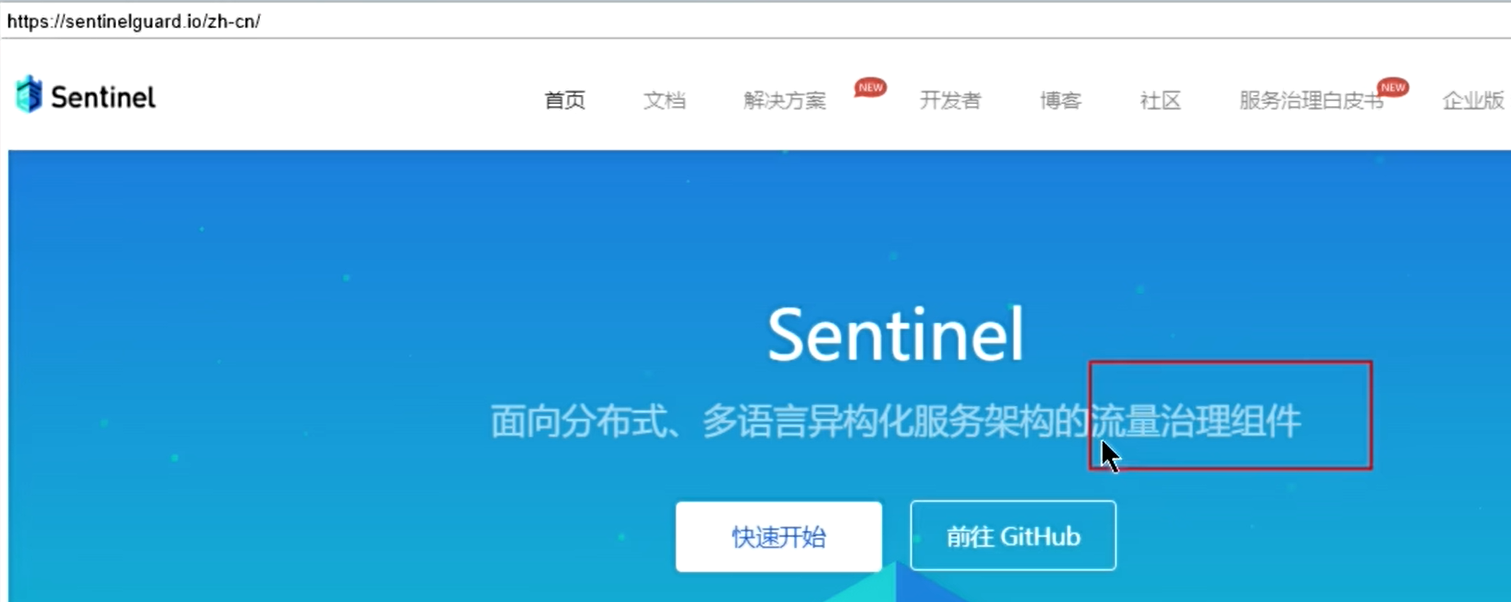 https://sentinelguard.io/zh-cn/
Sentinel 首页 文档 解决方案 NEW 开发者 博客 社区 服务治理白皮书 NEW 企业版
Sentinel
面向分布式、多语言异构化服务架构的流量治理组件
快速开始 前往 GitHub